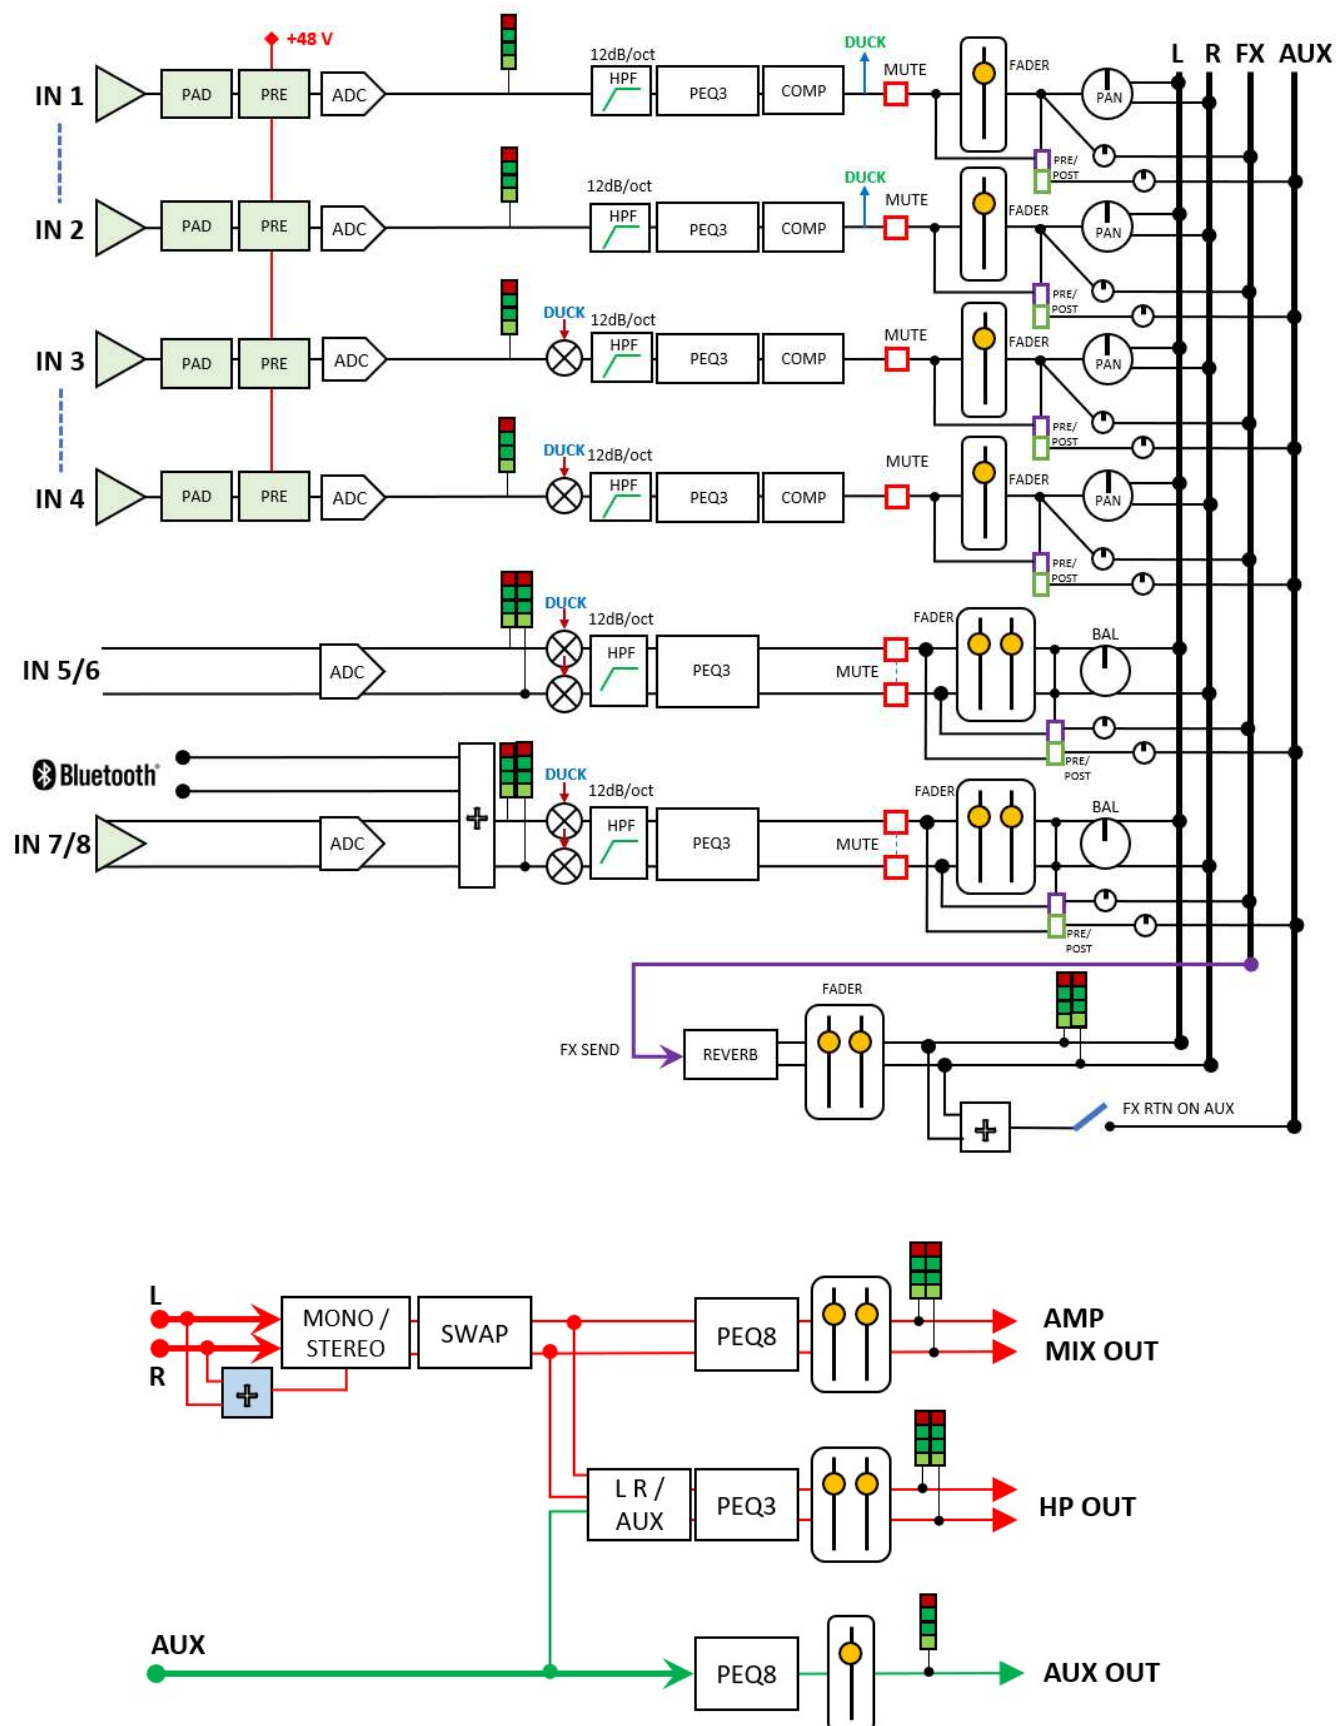 L R FX AUX
+48 V
12dB/oct
DUCK
MUTE
FADER
IN 1
PAD
PRE
ADC
HPF
PEQ3
COMP
PAN
PRE/
POST
12dB/oct
DUCK
MUTE
FADER
IN 2
PAD
PRE
ADC
HPF
PEQ3
COMP
PAN
PRE/
POST
DUCK
12dB/oct
MUTE
FADER
IN 3
PAD
PRE
ADC
HPF
PEQ3
COMP
PAN
PRE/
POST
DUCK
12dB/oct
MUTE
FADER
IN 4
PAD
PRE
ADC
HPF
PEQ3
COMP
PAN
PRE/
POST
DUCK
12dB/oct
FADER
BAL
IN 5/6
ADC
HPF
PEQ3
MUTE
PRE/
POST
Bluetooth®
DUCK
12dB/oct
FADER
BAL
IN 7/8
ADC
+
HPF
PEQ3
MUTE
PRE/
POST
FADER
FX SEND
REVERB
+
FX RTN ON AUX
L
R
MONO /
STEREO
SWAP
+
PEQ8
AMP
MIX OUT
L R /
AUX
PEQ3
HP OUT
AUX
PEQ8
AUX OUT